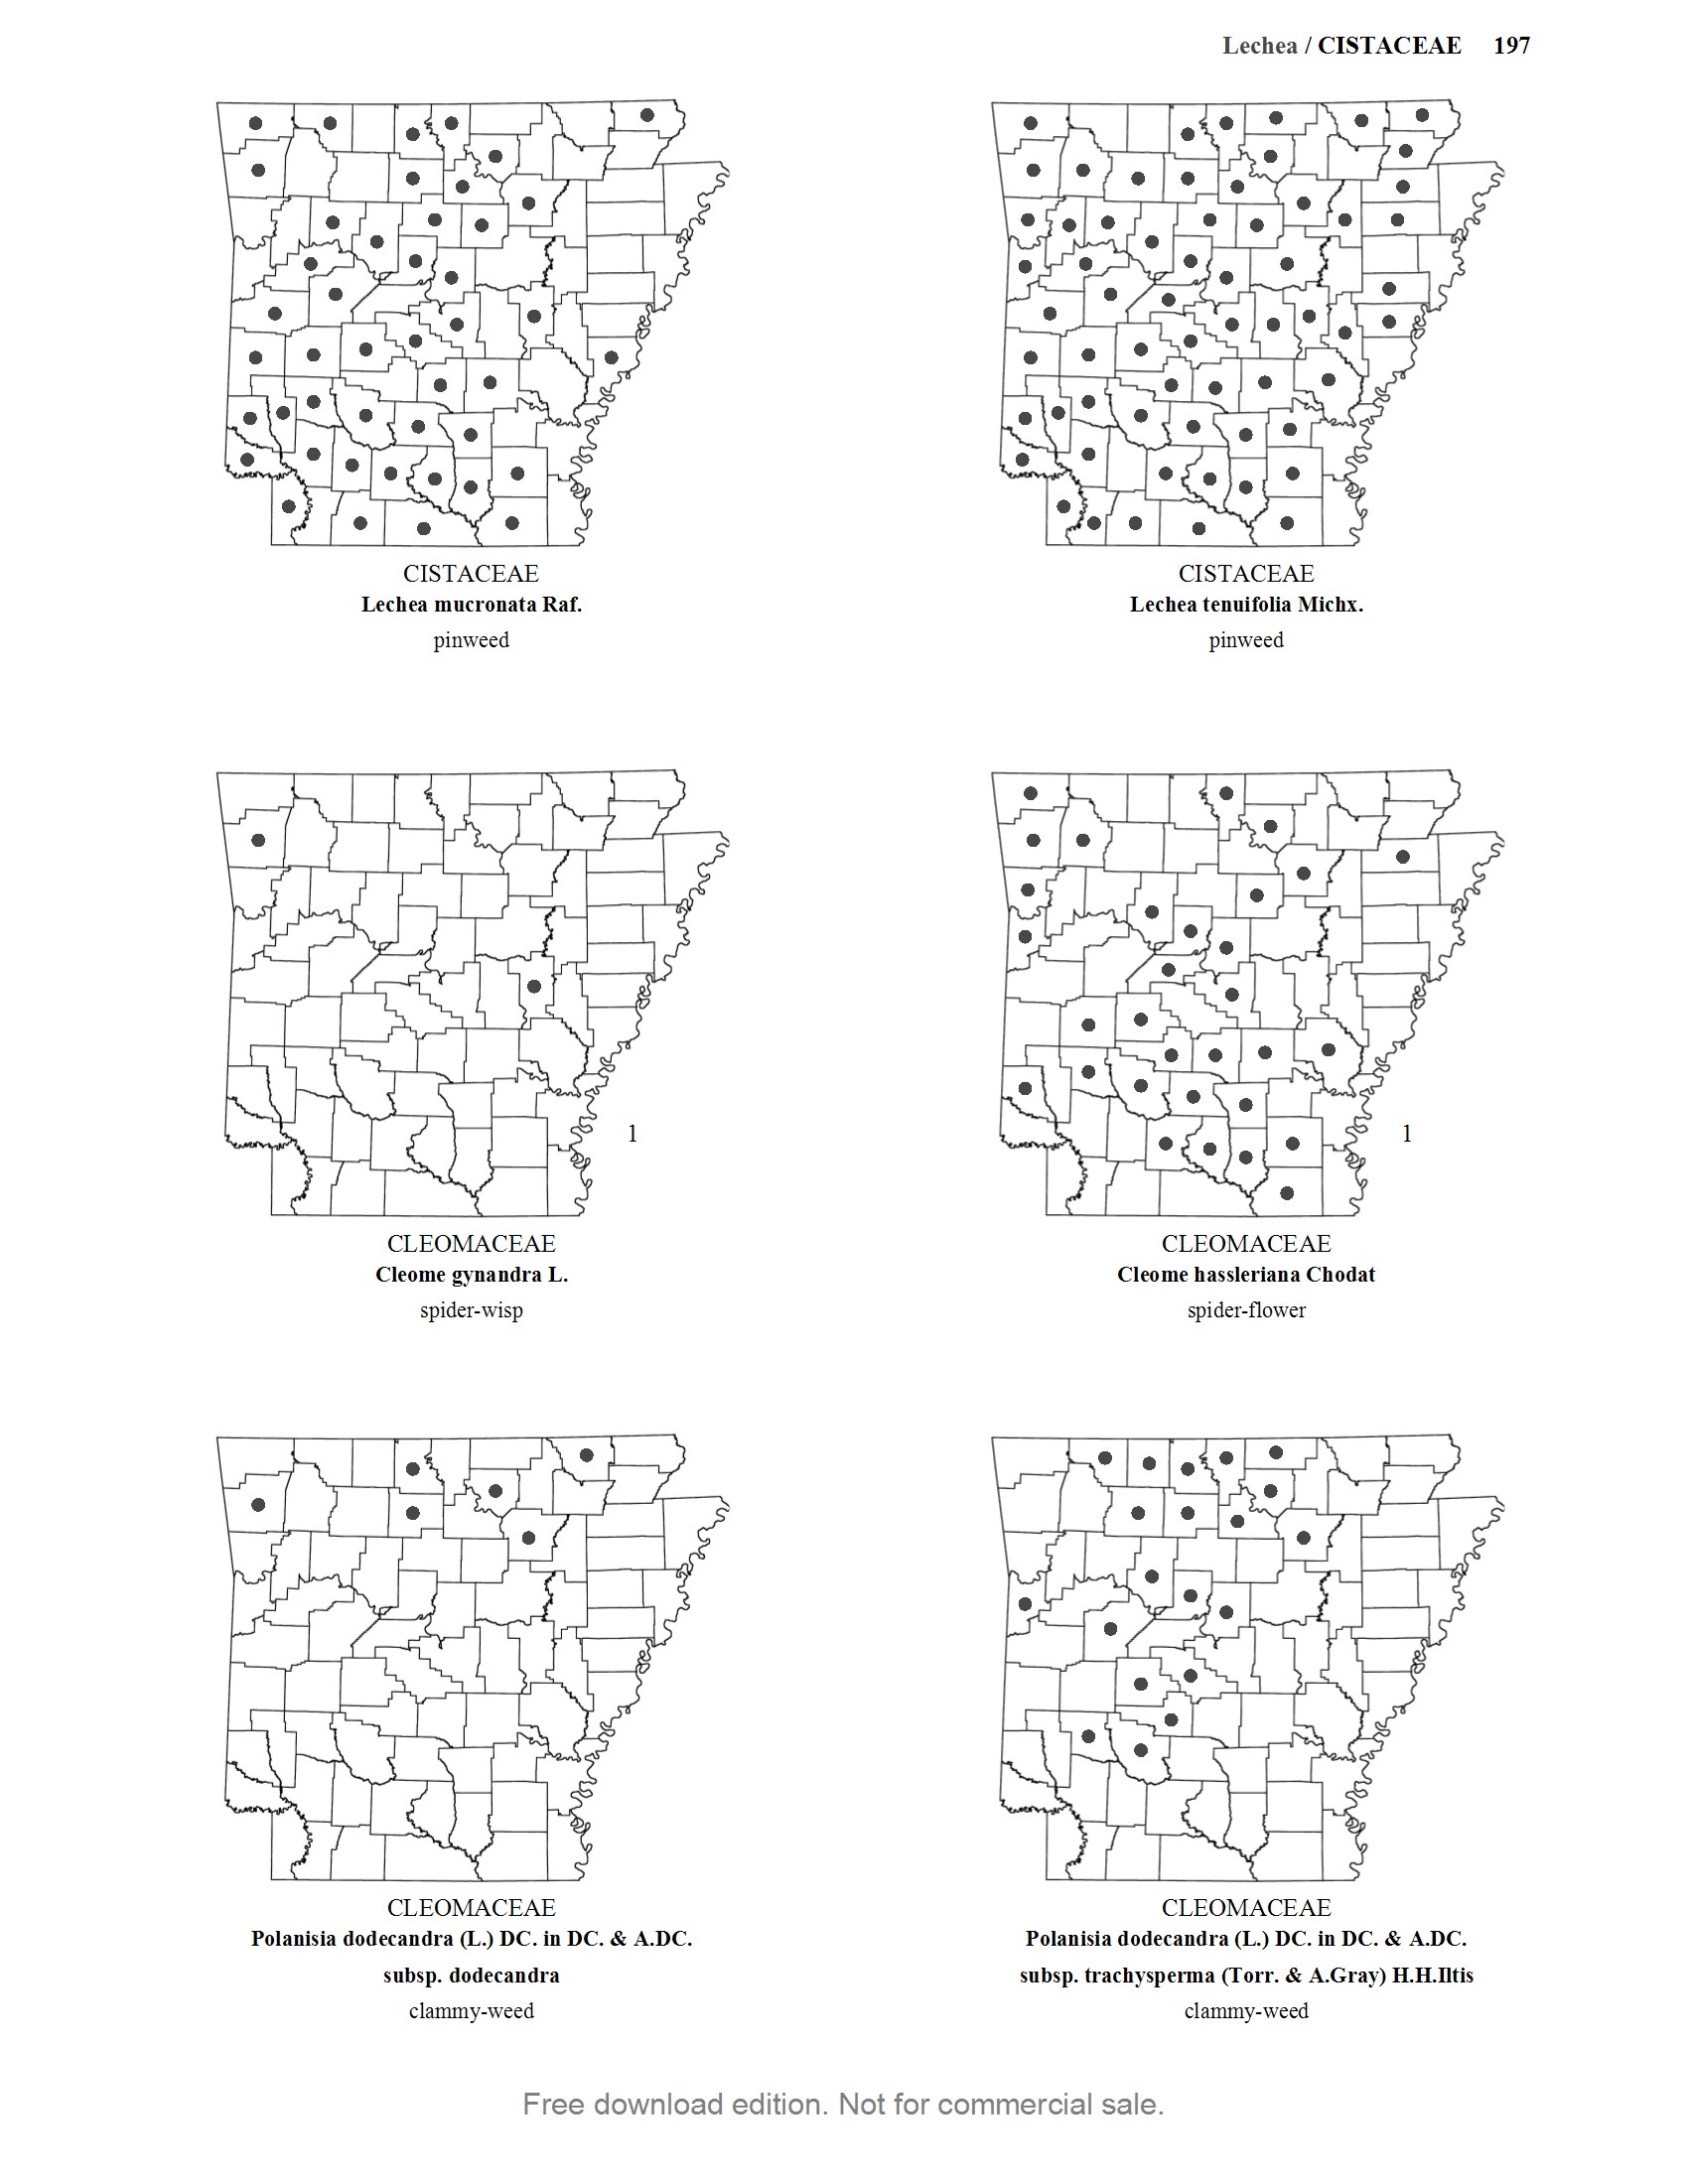 Lechea / CISTACEAE 197
CISTACEAE
Lechea mucronata Raf.
pinweed
CISTACEAE
Lechea tenuifolia Michx.
pinweed
1
CLEOMACEAE
Cleome gynandra L.
spider-wisp
1
CLEOMACEAE
Cleome hassleriana Chodat
spider-flower
CLEOMACEAE
Polanisia dodecandra (L.) DC. in DC. & A.DC.
subsp. dodecandra
clammy-weed
CLEOMACEAE
Polanisia dodecandra (L.) DC. in DC. & A.DC.
subsp. trachysperma (Torr. & A.Gray) H.H.Iltis
clammy-weed
Free download edition. Not for commercial sale.